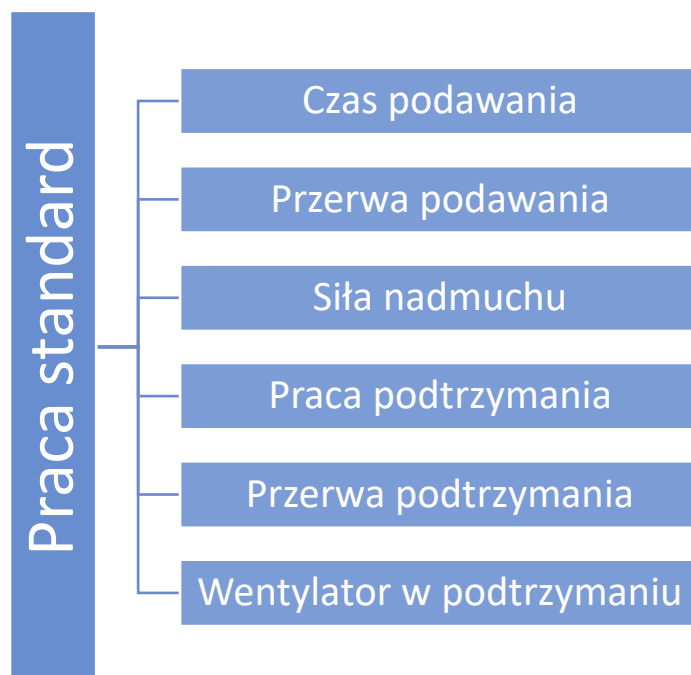 Praca standard
Czas podawania
Przerwa podawania
Siła nadmuchu
Praca podtrzymania
Przerwa podtrzymania
Wentylator w podtrzymaniu